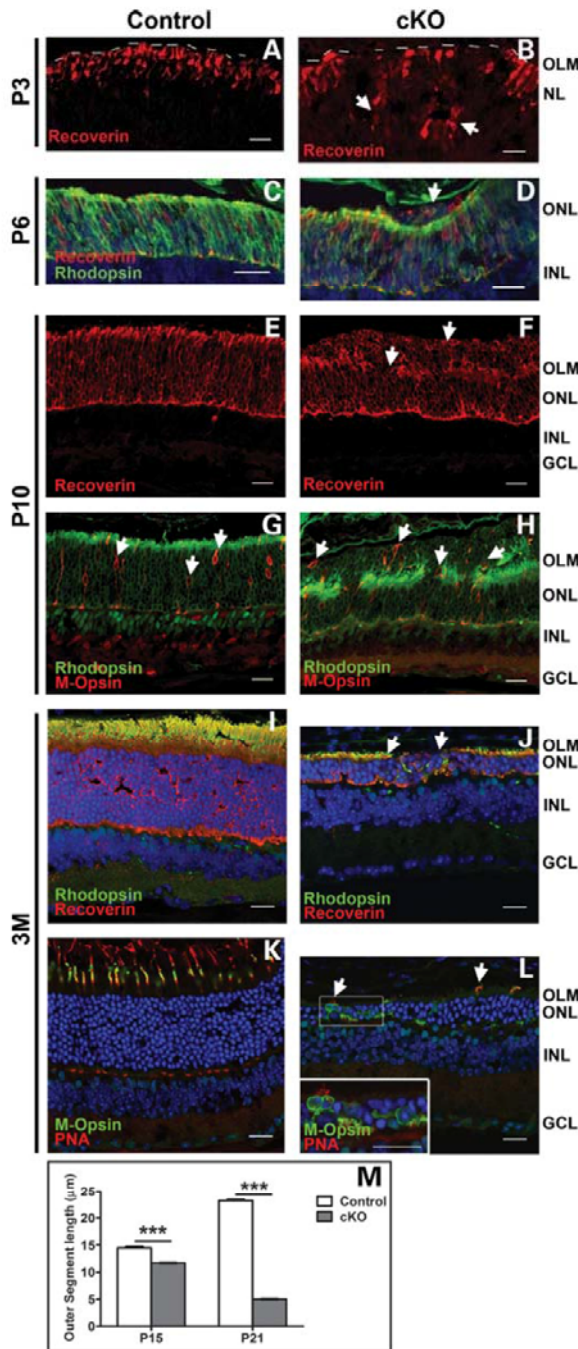 Control cKO
P3
A B OLM
NL
Recoverin Recoverin
P6
C D ONL
Recoverin
Rhodopsin
INL
P10
E F OLM
ONL
INL
GCL
Recoverin Recoverin
G H OLM
ONL
INL
GCL
Rhodopsin Rhodopsin
M-Opsin M-Opsin
3M
I J OLM
ONL
INL
GCL
Rhodopsin Rhodopsin
Recoverin Recoverin
K L OLM
ONL
INL
GCL
M-Opsin M-Opsin
PNA PNA
M
Control
cKO
Outer Segment length (μm)
25
20
15
10
5
0
*** ***
P15 P21